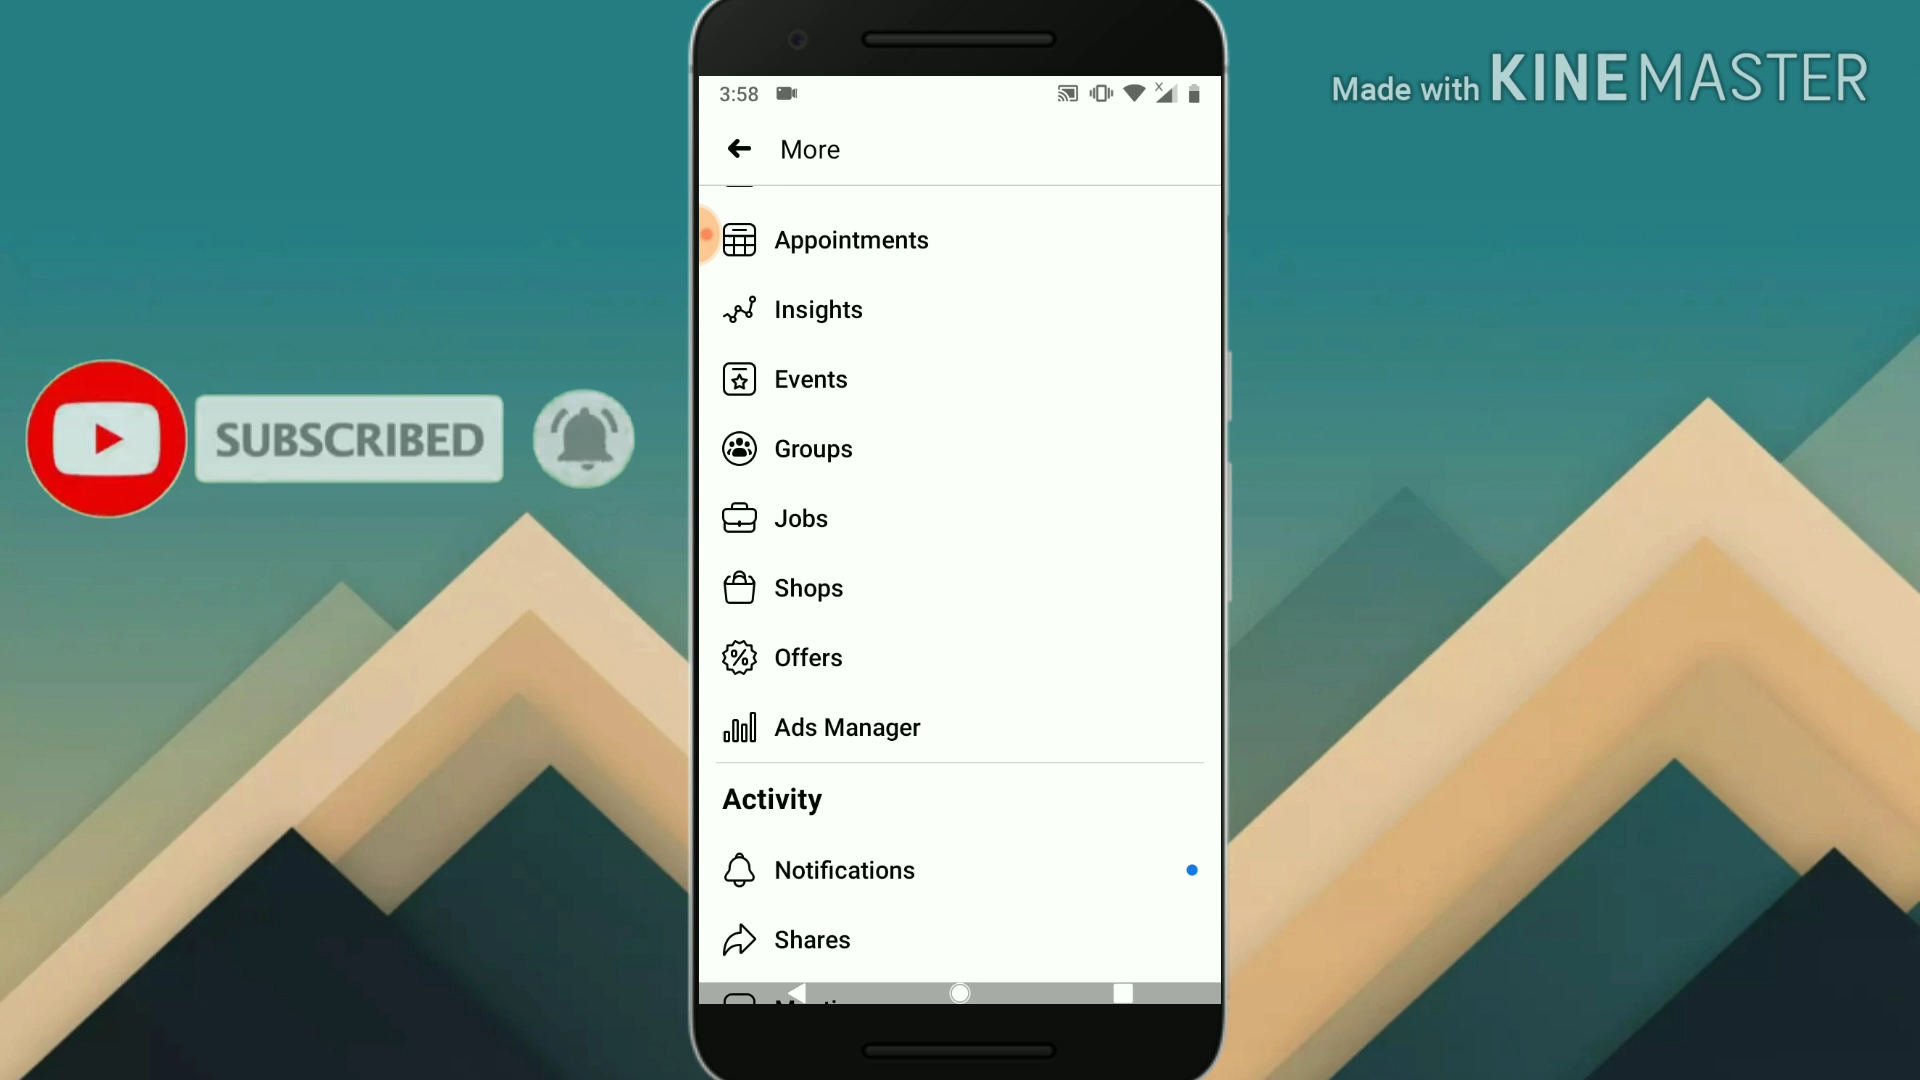 Made with KINEMASTER
3:58
More
Appointments
Insights
Events
Groups
Jobs
Shops
Offers
Ads Manager
Activity
Notifications
Shares
SUBSCRIBED